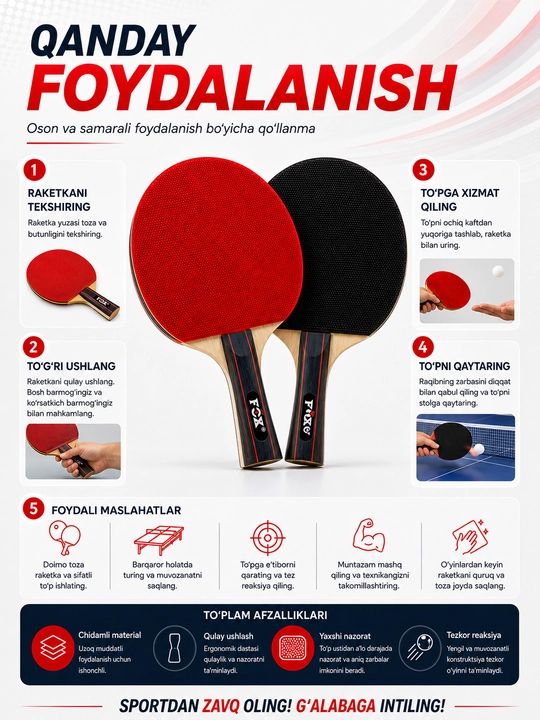 QANDAY
FOYDALANISH
Oson va samarali foydalanish bo'yicha qo'llanma
1
RAKETKANI
TEKSHIRING
Raketka yuzasi toza va
butunligini tekshiring.
FOX
2
TO'G'RI USHLANG
Raketkani qulay ushlang.
Bosh barmog'ingiz va
ko'rsatkich barmog'ingiz
bilan mahkamlang.
FOX
3
TO'PGA XIZMAT
QILING
To'pni ochiq kaftdan
yuqoriga tashlab, raketka
bilan uring.
4
TO'PNI QAYTARING
Raqibning zarbasini diqqat
bilan qabul qiling va to'pni
stolga qaytaring.
5
FOYDALI MASLAHATLAR
Doimo toza
raketka va sifatli
to'p ishlating.
Barqaror holatda
turing va muvozanatni
saqlang.
To'pga e'tiborni
qarating va tez
reaksiya qiling.
Muntazam mashq
qiling va texnikangizni
takomillashtiring.
O'yinlardan keyin
raketkani quruq va
toza joyda saqlang.
TO'PLAM AFZALLIKLARI
Chidamli material
Uzoq muddatli
foydalanish uchun
ishonchli.
Qulay ushlash
Ergonomik dastasi
qulaylik va nazoratni
ta'minlaydi.
Yaxshi nazorat
To'p ustidan a'lo darajada
nazorat va aniq zarbalar
imkonini beradi.
Tezkor reaksiya
Yengil va muvozanatli
konstruksiya tezkor
o'yinni ta'minlaydi.
SPORTDAN ZAVQ OLING! G'ALABAGA INTILING!